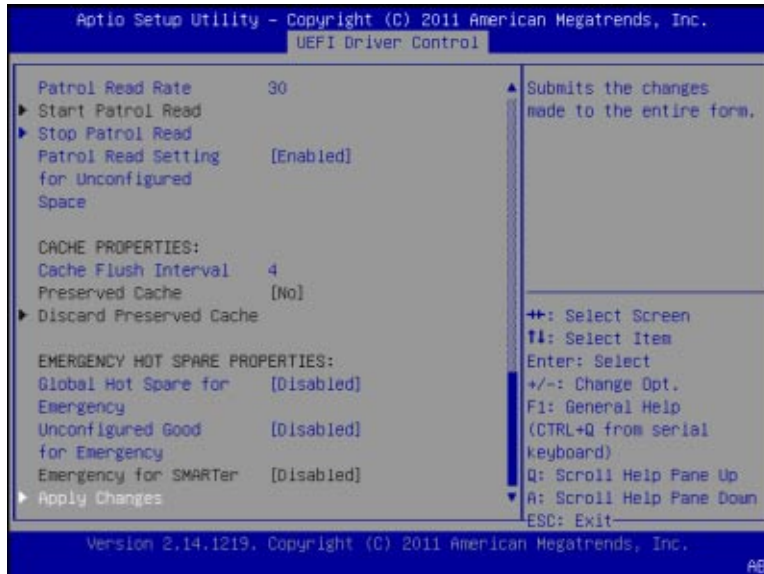 Aptio Setup Utility – Copyright (C) 2011 American Megatrends, Inc.
UEFI Driver Control
Patrol Read Rate 30
Start Patrol Read
Stop Patrol Read
Patrol Read Setting [Enabled]
for Unconfigured
Space
CACHE PROPERTIES:
Cache Flush Interval 4
Preserved Cache [No]
Discard Preserved Cache
EMERGENCY HOT SPARE PROPERTIES:
Global Hot Spare for [Disabled]
Emergency
Unconfigured Good [Disabled]
for Emergency
Emergency for SMARTer [Disabled]
Apply Changes
Submits the changes
made to the entire form.
→←: Select Screen
↑↓: Select Item
Enter: Select
+/-: Change Opt.
F1: General Help
(CTRL+Q from serial
keyboard)
Q: Scroll Help Pane Up
A: Scroll Help Pane Down
ESC: Exit
Version 2.14.1219. Copyright (C) 2011 American Megatrends, Inc.
AB